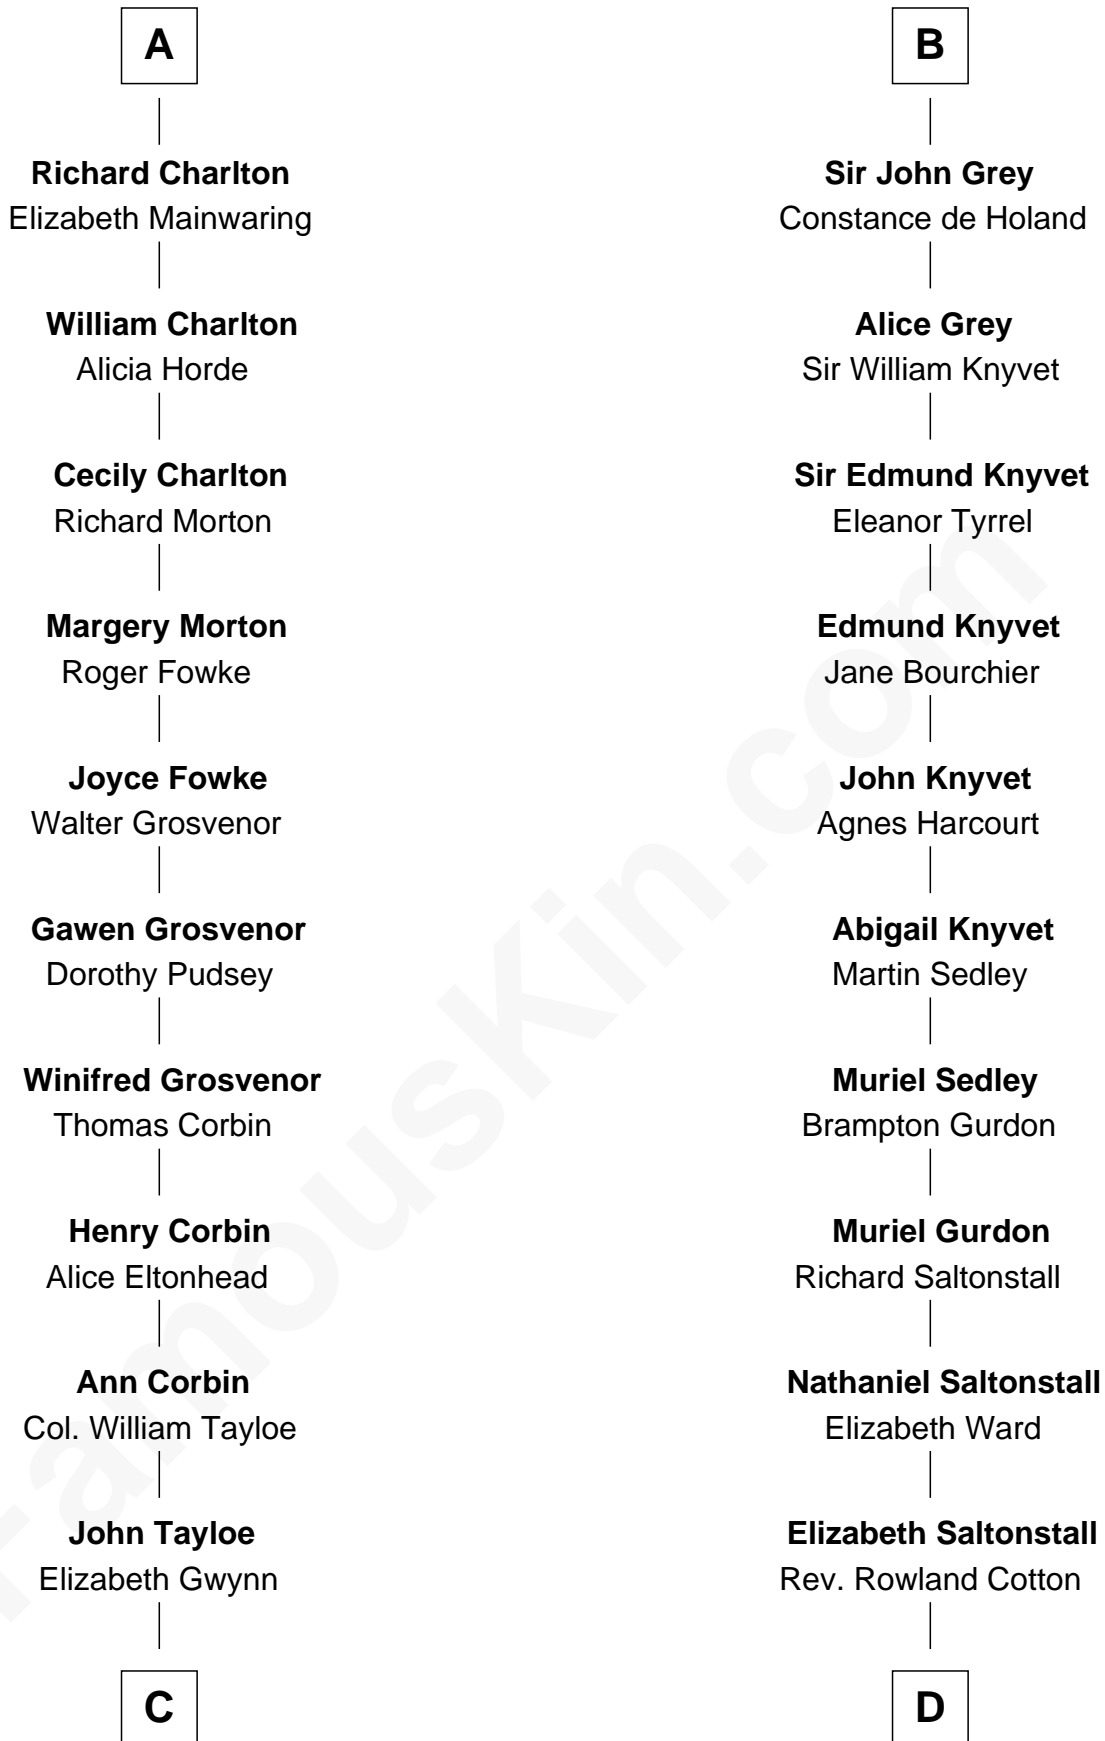 A
Richard Charlton
Elizabeth Mainwaring
William Charlton
Alicia Horde
Cecily Charlton
Richard Morton
Margery Morton
Roger Fowke
Joyce Fowke
Walter Grosvenor
Gawen Grosvenor
Dorothy Pudsey
Winifred Grosvenor
Thomas Corbin
Henry Corbin
Alice Eltonhead
Ann Corbin
Col. William Tayloe
John Tayloe
Elizabeth Gwynn
C
B
Sir John Grey
Constance de Holand
Alice Grey
Sir William Knyvet
Sir Edmund Knyvet
Eleanor Tyrrel
Edmund Knyvet
Jane Bourchier
John Knyvet
Agnes Harcourt
Abigail Knyvet
Martin Sedley
Muriel Sedley
Brampton Gurdon
Muriel Gurdon
Richard Saltonstall
Nathaniel Saltonstall
Elizabeth Ward
Elizabeth Saltonstall
Rev. Rowland Cotton
D
FamousKin.com